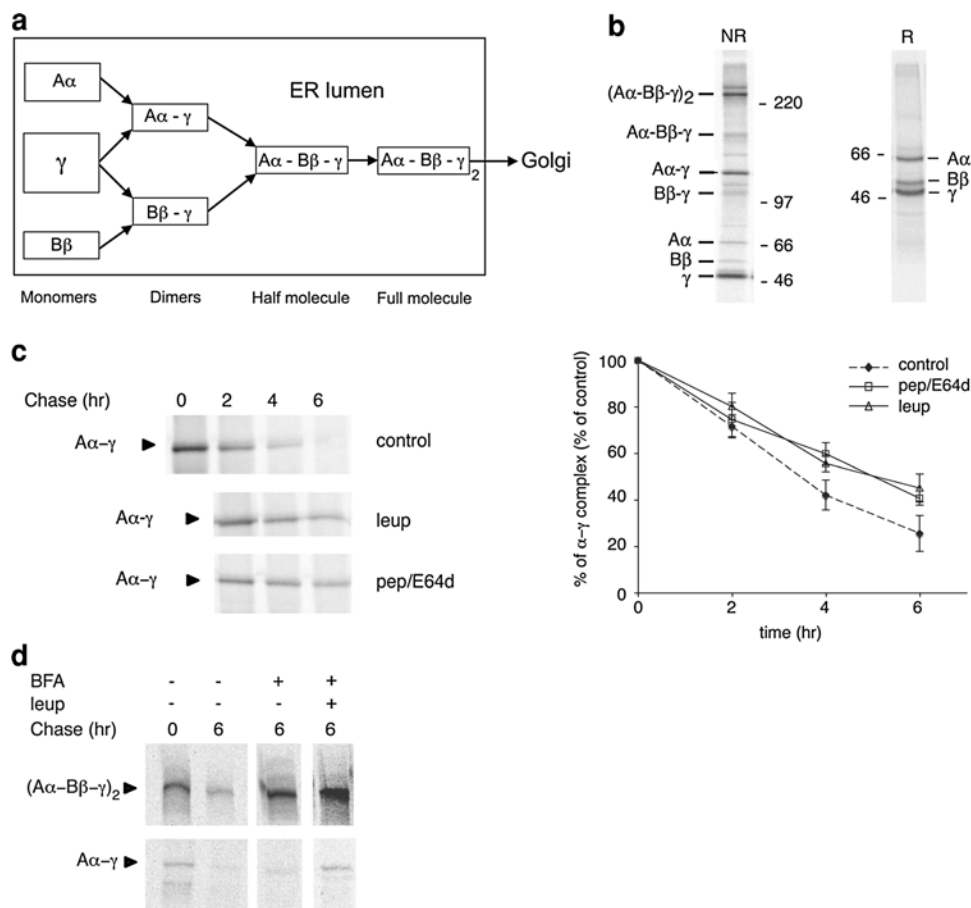 a
Aα
γ
Bβ
Aα - γ
Bβ - γ
ER lumen
Aα - Bβ - γ
Aα - Bβ - γ
2
Golgi
Monomers
Dimers
Half molecule
Full molecule
b
NR
R
(Aα-Bβ-γ)2
Aα-Bβ-γ
Aα-γ
Bβ-γ
Aα
Bβ
γ
- 220
- 97
- 66
- 46
66 -
46 -
Aα
Bβ
γ
c
Chase (hr) 0 2 4 6
Aα–γ
control
Aα-γ
leup
Aα–γ
pep/E64d
% of α–γ complex (% of control)
100
80
60
40
20
0
0 2 4 6
time (hr)
control
pep/E64d
leup
d
BFA - - + +
leup - - - +
Chase (hr) 0 6 6 6
(Aα–Bβ–γ)2
Aα–γ